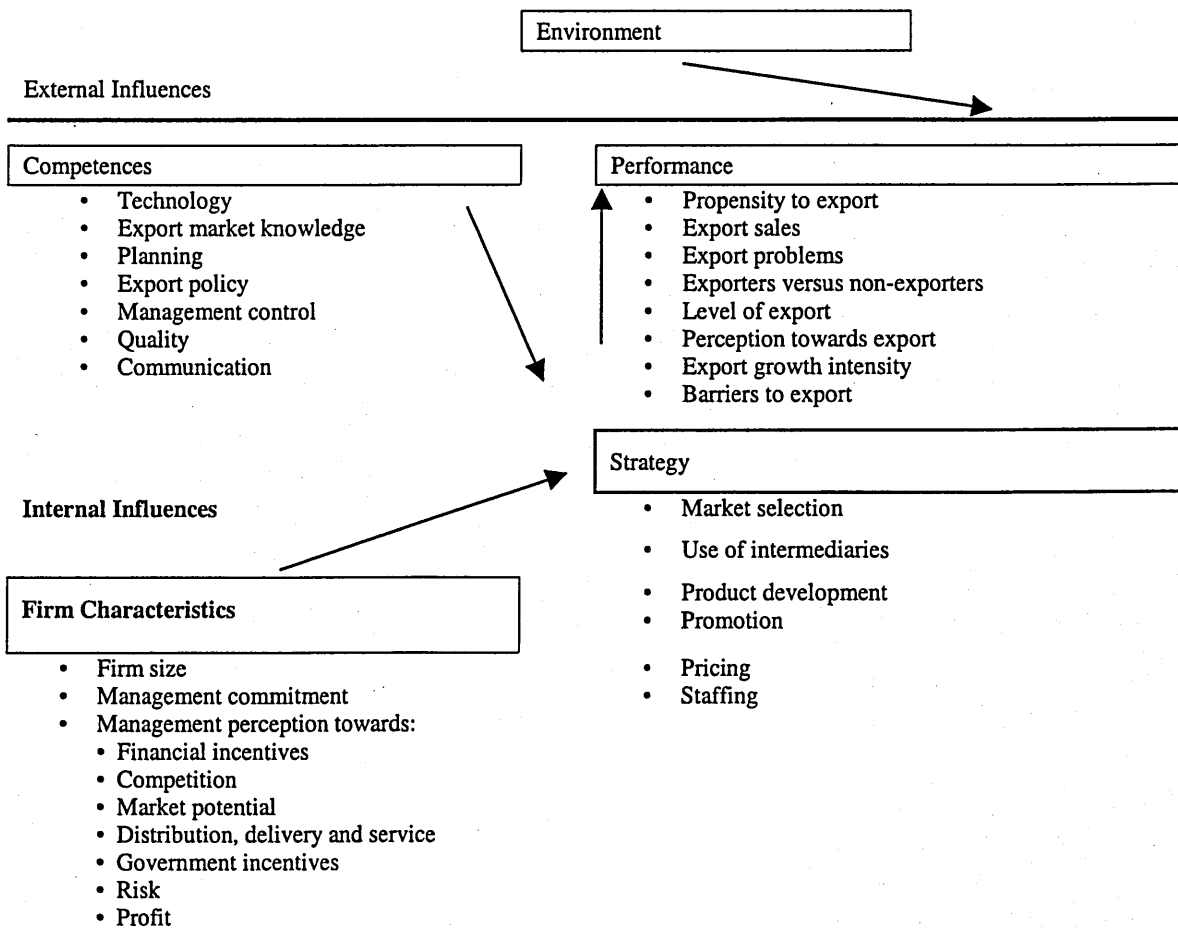 Environment
External Influences
Competences
• Technology
• Export market knowledge
• Planning
• Export policy
• Management control
• Quality
• Communication
Performance
• Propensity to export
• Export sales
• Export problems
• Exporters versus non-exporters
• Level of export
• Perception towards export
• Export growth intensity
• Barriers to export
Strategy
• Market selection
• Use of intermediaries
• Product development
• Promotion
• Pricing
• Staffing
Internal Influences
Firm Characteristics
• Firm size
• Management commitment
• Management perception towards:
• Financial incentives
• Competition
• Market potential
• Distribution, delivery and service
• Government incentives
• Risk
• Profit